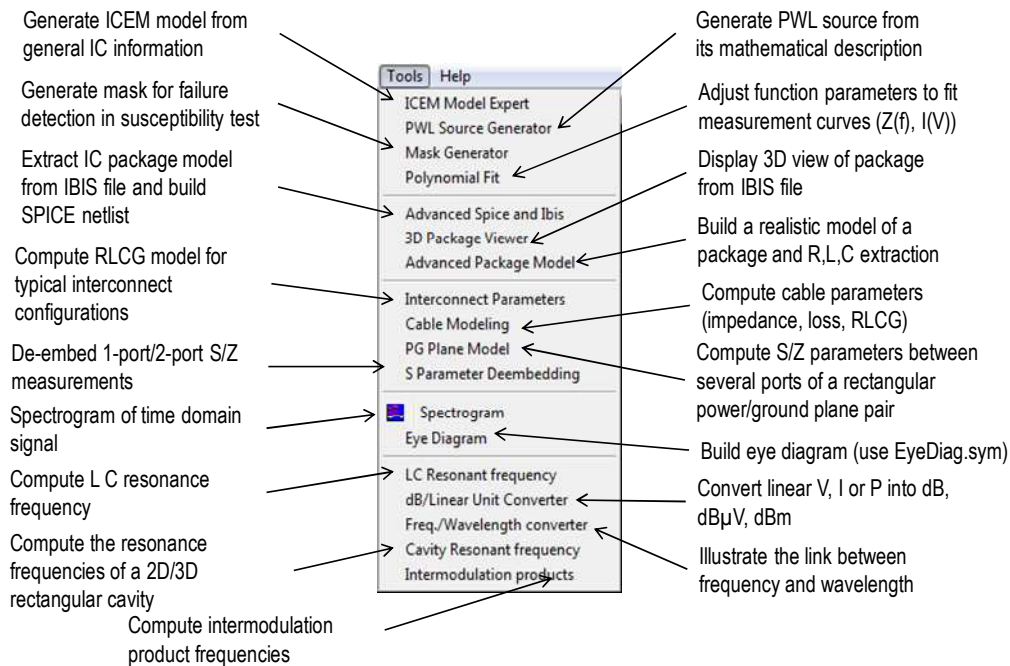 Generate ICEM model from
general IC information
Generate mask for failure
detection in susceptibility test
Extract IC package model
from IBIS file and build
SPICE netlist
Compute RLCG model for
typical interconnect
configurations
De-embed 1-port/2-port S/Z
measurements
Spectrogram of time domain
signal
Compute L C resonance
frequency
Compute the resonance
frequencies of a 2D/3D
rectangular cavity
Compute intermodulation
product frequencies
Tools Help
ICEM Model Expert
PWL Source Generator
Mask Generator
Polynomial Fit
Advanced Spice and Ibis
3D Package Viewer
Advanced Package Model
Interconnect Parameters
Cable Modeling
PG Plane Model
S Parameter Deembedding
Spectrogram
Eye Diagram
LC Resonant frequency
dB/Linear Unit Converter
Freq./Wavelength converter
Cavity Resonant frequency
Intermodulation products
Generate PWL source from
its mathematical description
Adjust function parameters to fit
measurement curves (Z(f), I(V))
Display 3D view of package
from IBIS file
Build a realistic model of a
package and R,L,C extraction
Compute cable parameters
(impedance, loss, RLCG)
Compute S/Z parameters between
several ports of a rectangular
power/ground plane pair
Build eye diagram (use EyeDiag.sym)
Convert linear V, I or P into dB,
dBµV, dBm
Illustrate the link between
frequency and wavelength